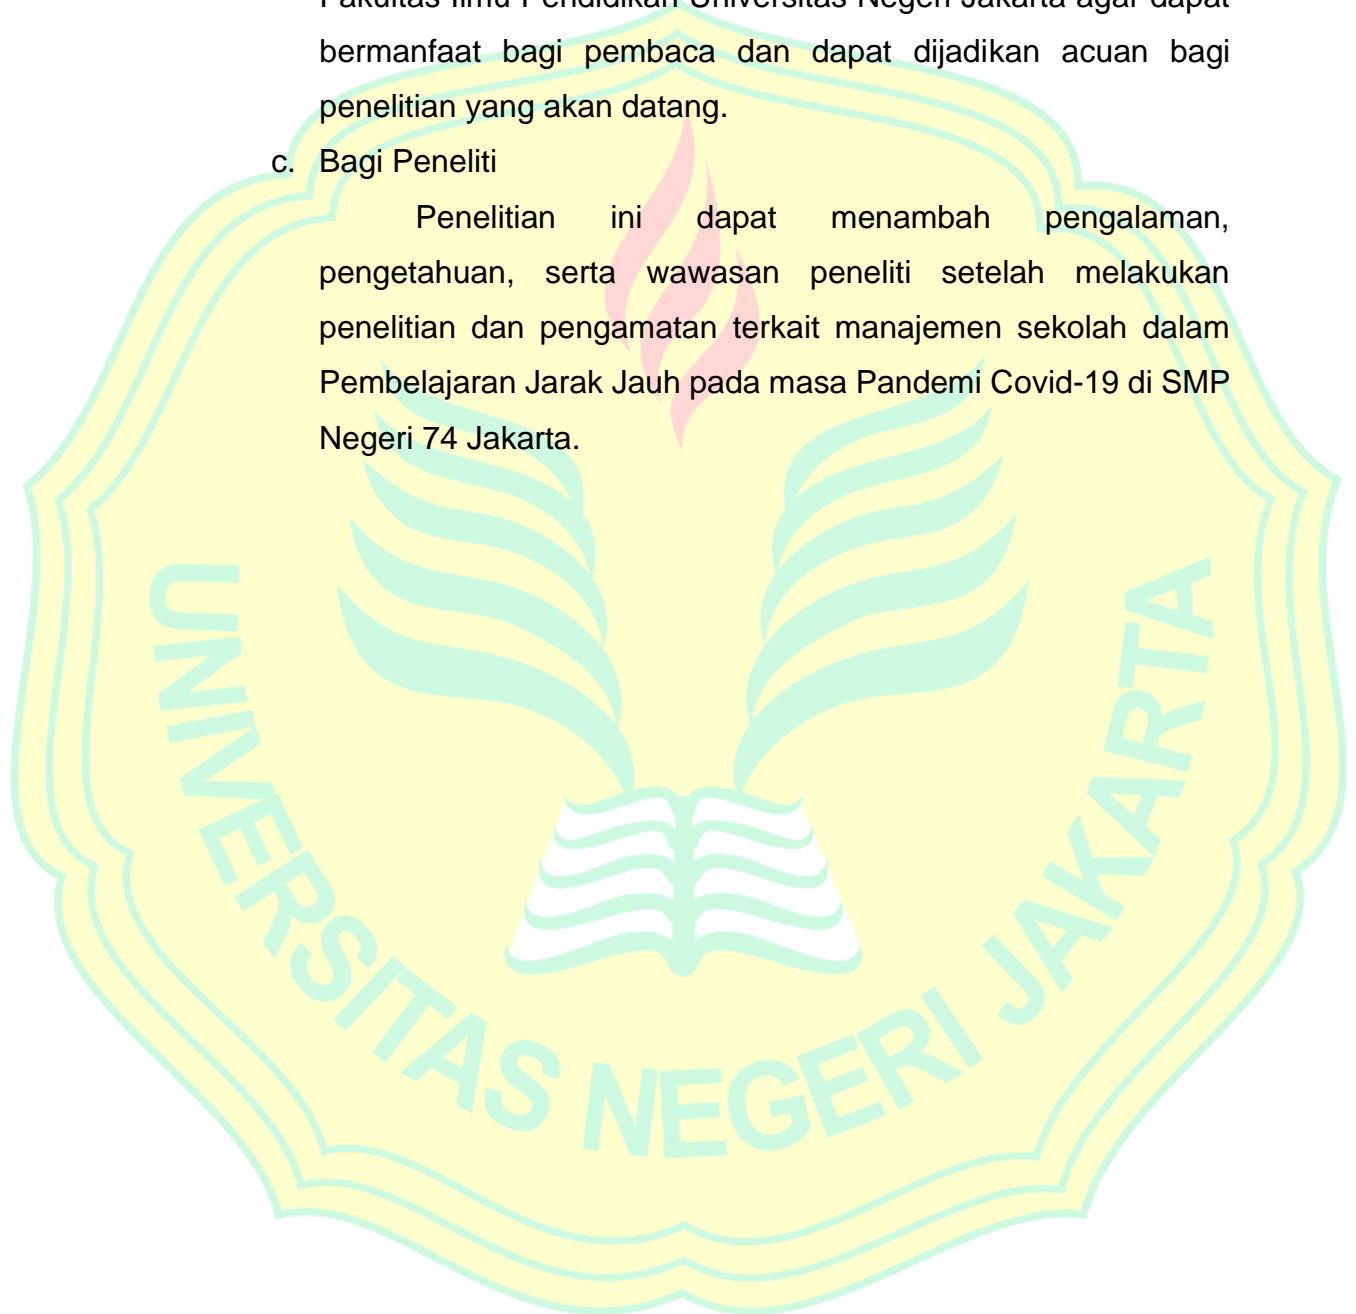 Fakultas Ilmu Pendidikan Universitas Negeri Jakarta agar dapat
bermanfaat bagi pembaca dan dapat dijadikan acuan bagi
penelitian yang akan datang.
c. Bagi Peneliti
Penelitian ini dapat menambah pengalaman,
pengetahuan, serta wawasan peneliti setelah melakukan
penelitian dan pengamatan terkait manajemen sekolah dalam
Pembelajaran Jarak Jauh pada masa Pandemi Covid-19 di SMP
Negeri 74 Jakarta.
UNIVERSITAS NEGERI JAKARTA